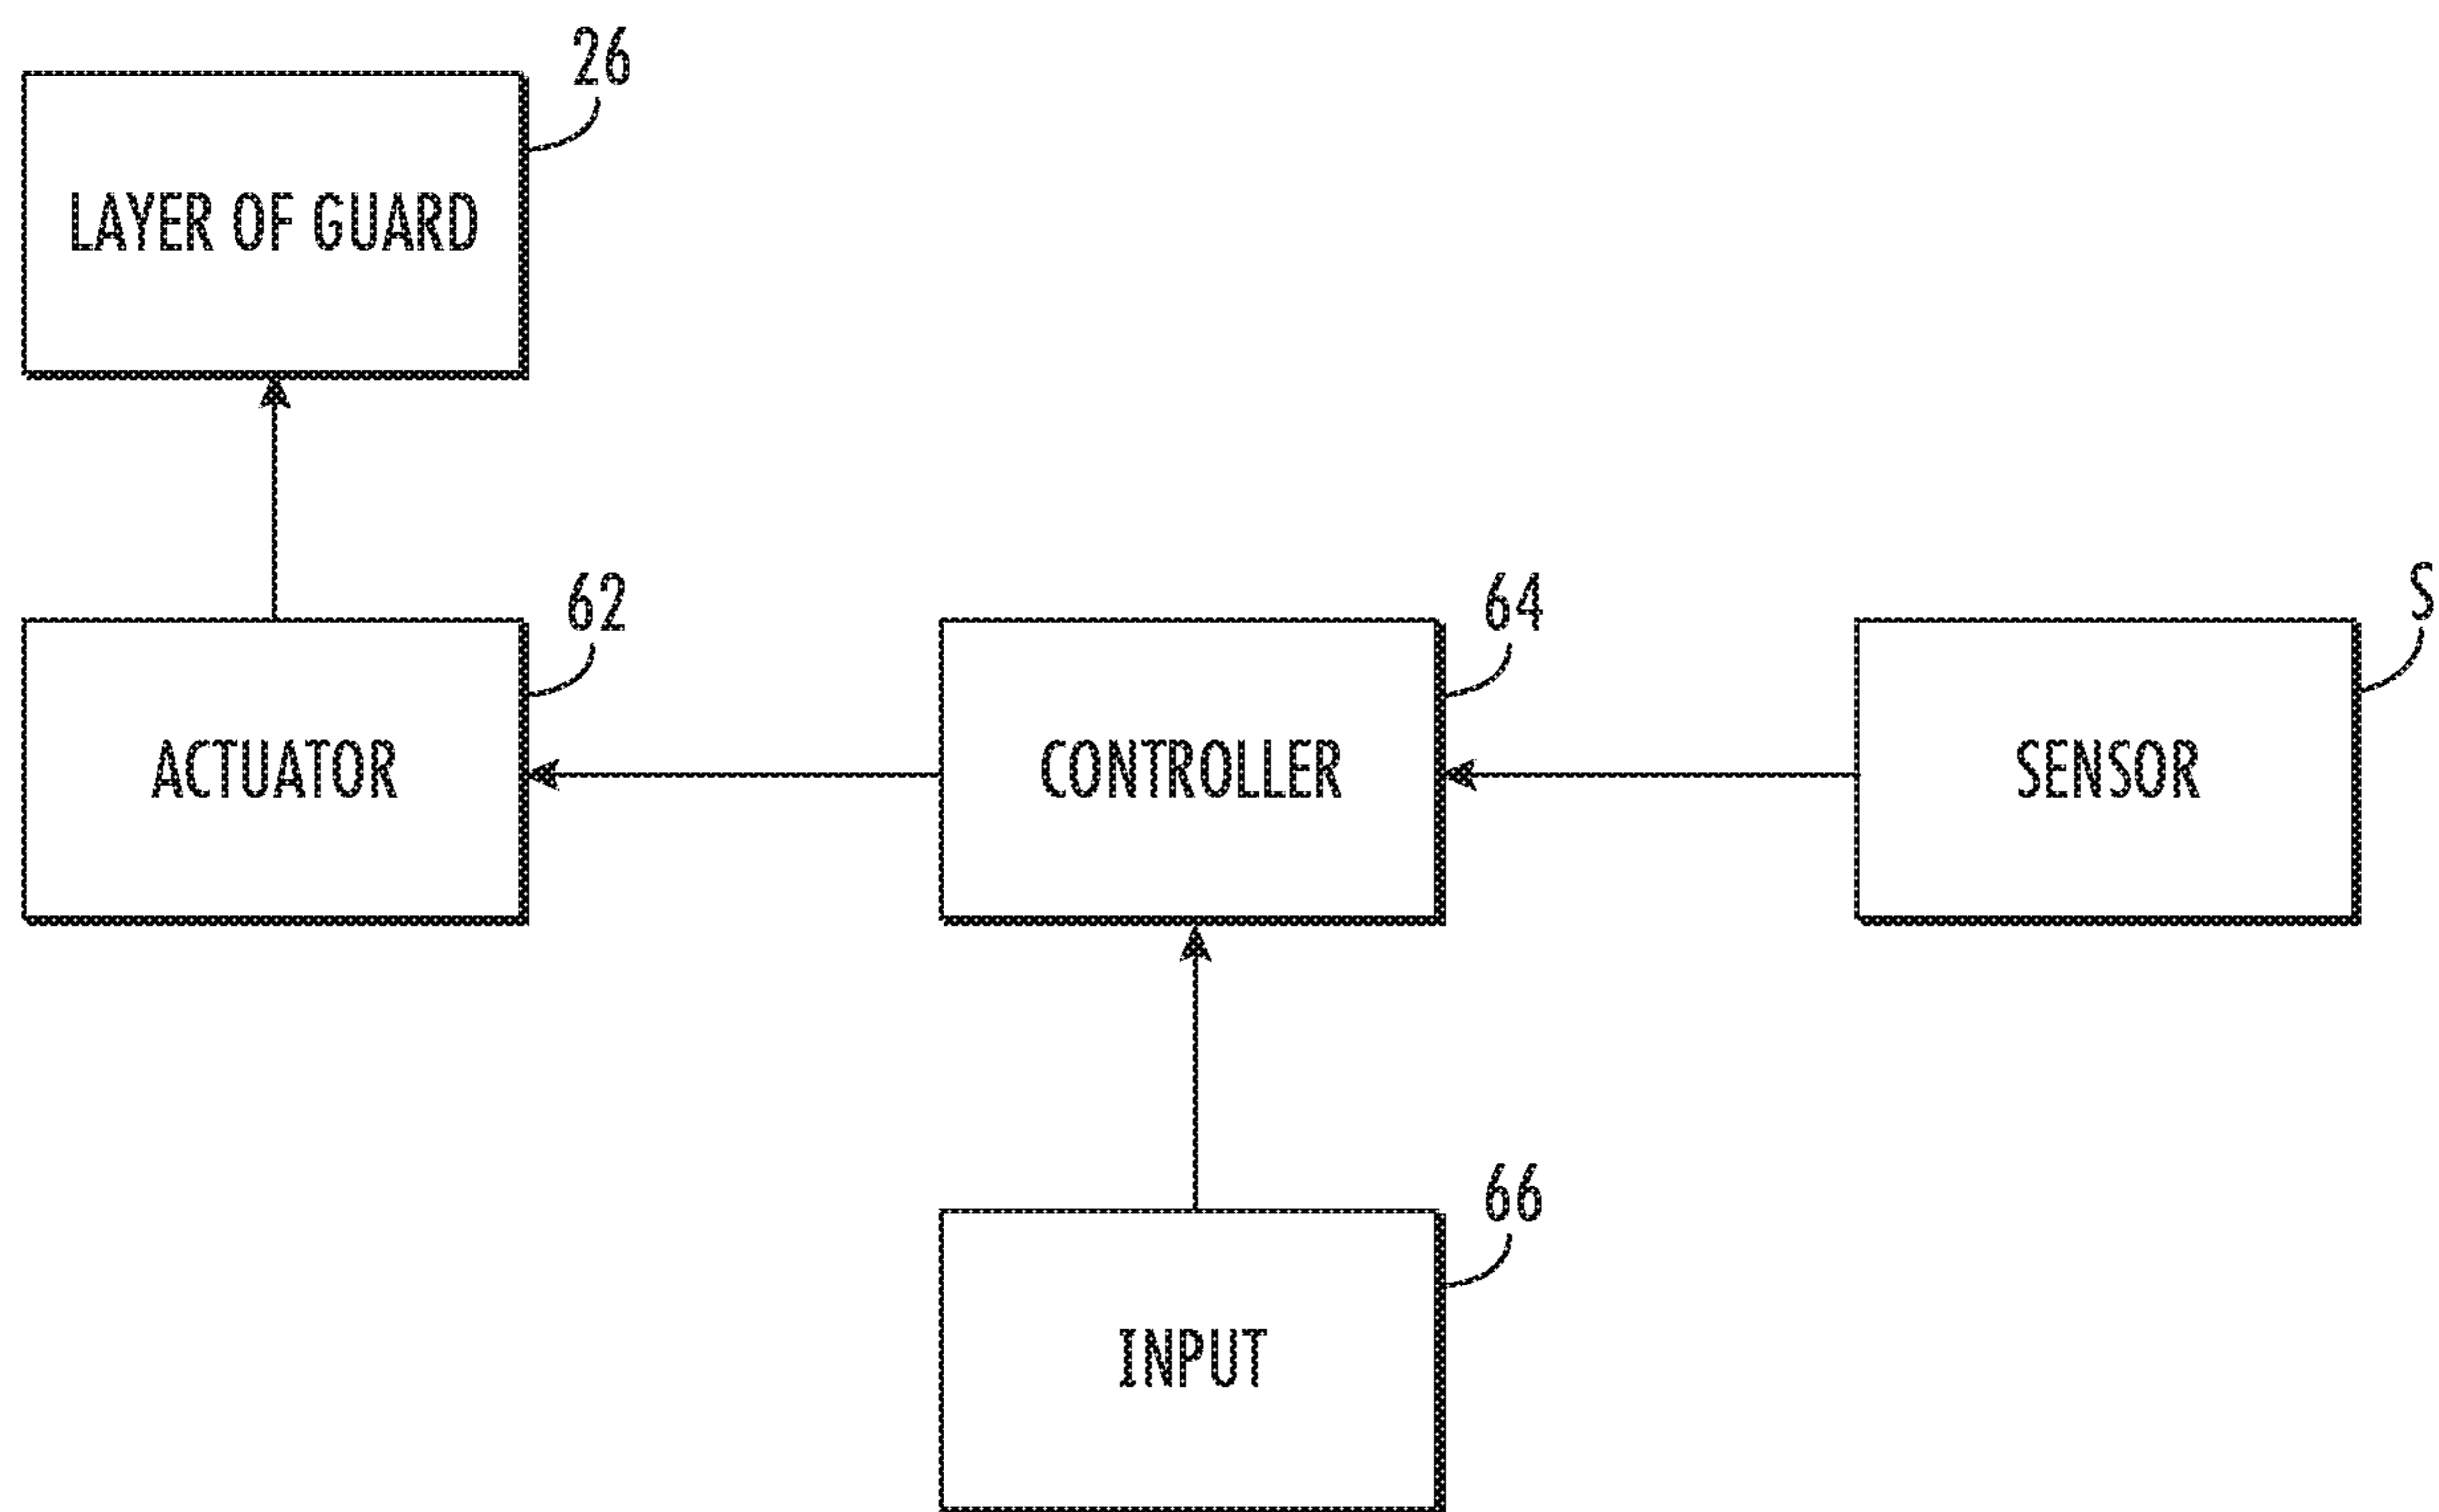 26
LAYER OF GUARD
62
64
S
ACTUATOR
CONTROLLER
SENSOR
66
INPUT